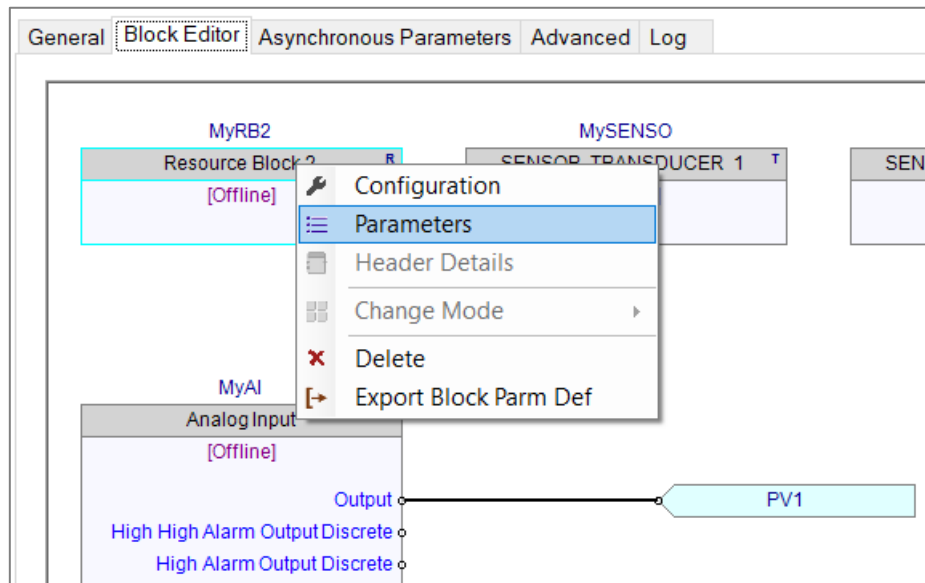 General Block Editor Asynchronous Parameters Advanced Log
MyRB2 MySENSO
Resource Block 2 R SENSOR_TRANSDUCER_1 T SEN
[Offline]
Configuration
Parameters
Header Details
Change Mode
Delete
Export Block Parm Def
MyAI
Analog Input
[Offline]
Output PV1
High High Alarm Output Discrete
High Alarm Output Discrete